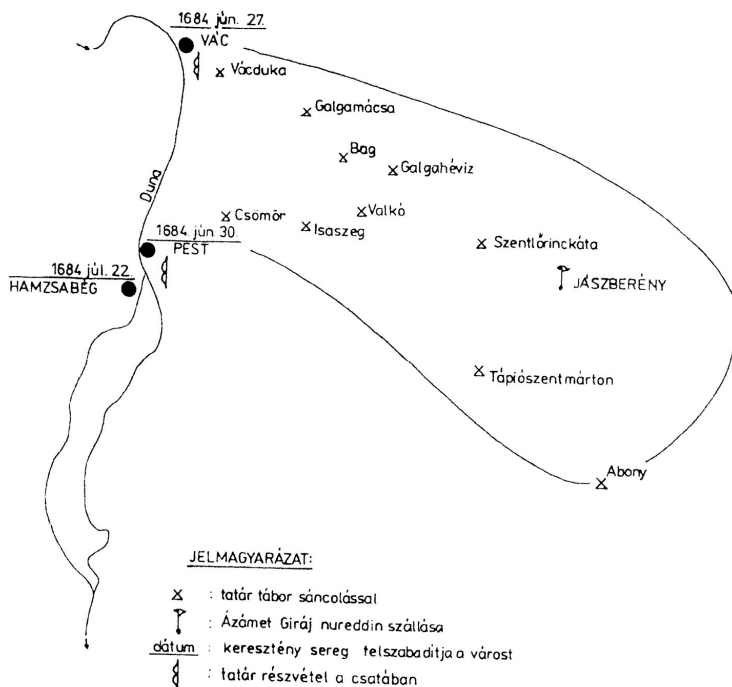 1684 jún. 27.
VÁC
Vácduka
Galgamácsa
Bag
Galgahévíz
Duna
Csömör
Valkó
Isaszeg
1684. jún. 30.
PEST
Szentlőrinckáta
1684 júl. 22.
HAMZSABÉG
JÁSZBERÉNY
Tápiószentmárton
Abony
JELMAGYARÁZAT:
: tatár tábor sáncolással
: Ázámet Giráj nureddin szállása
dátum : keresztény sereg felszabadítja a várost
: tatár részvétel a csatában